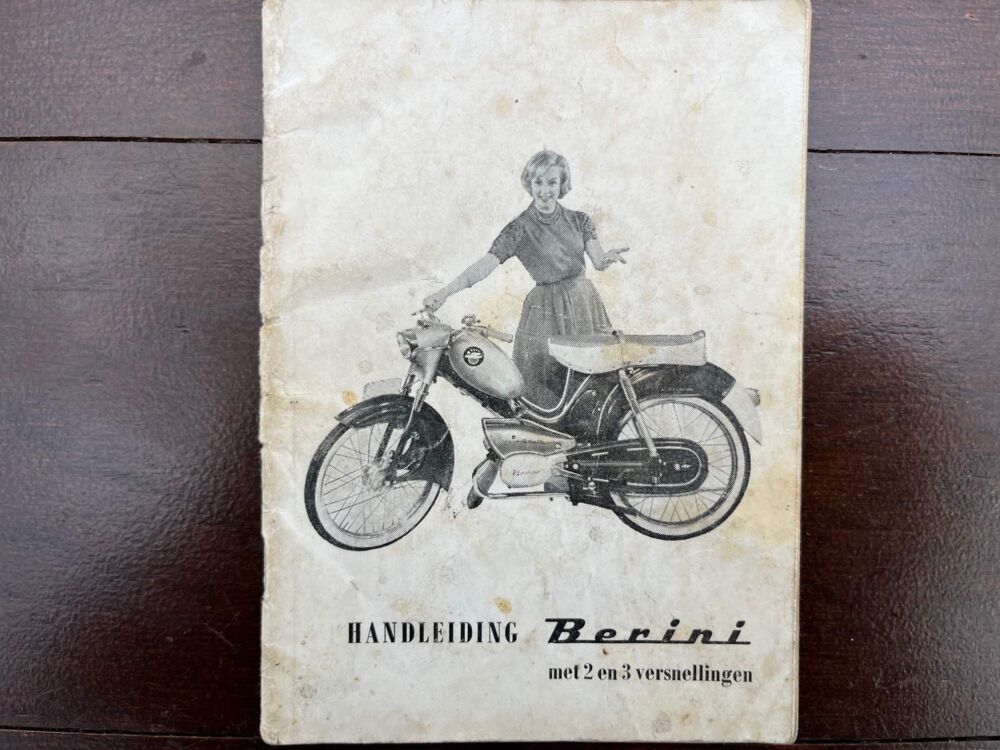 HANDLEIDING Berini
met 2 en 3 versnellingen